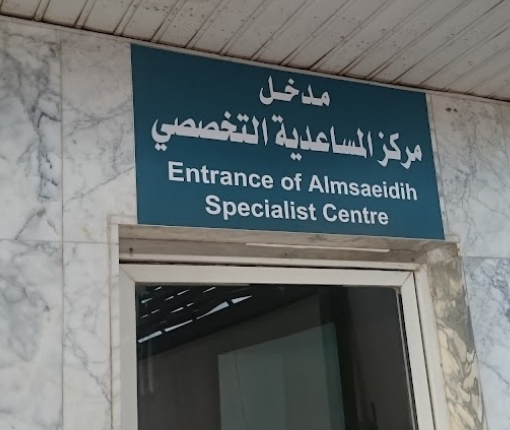 مدخل
مركز المساعدية التخصصي
Entrance of Almsaeidih
Specialist Centre